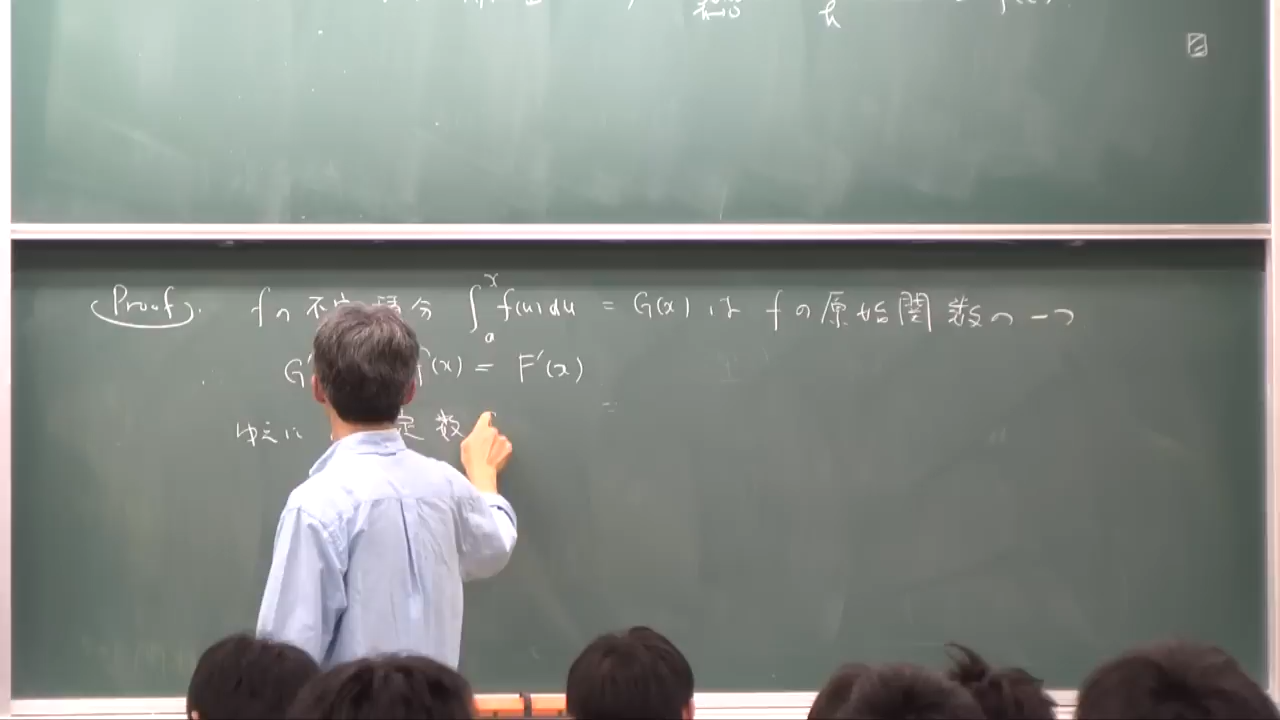 h→0 h
Proof. fの不定積分 ∫ₐˣ f(u)du = G(x) は fの原始関数の一つ
G' (x) = F'(x)
ゆえに 定数